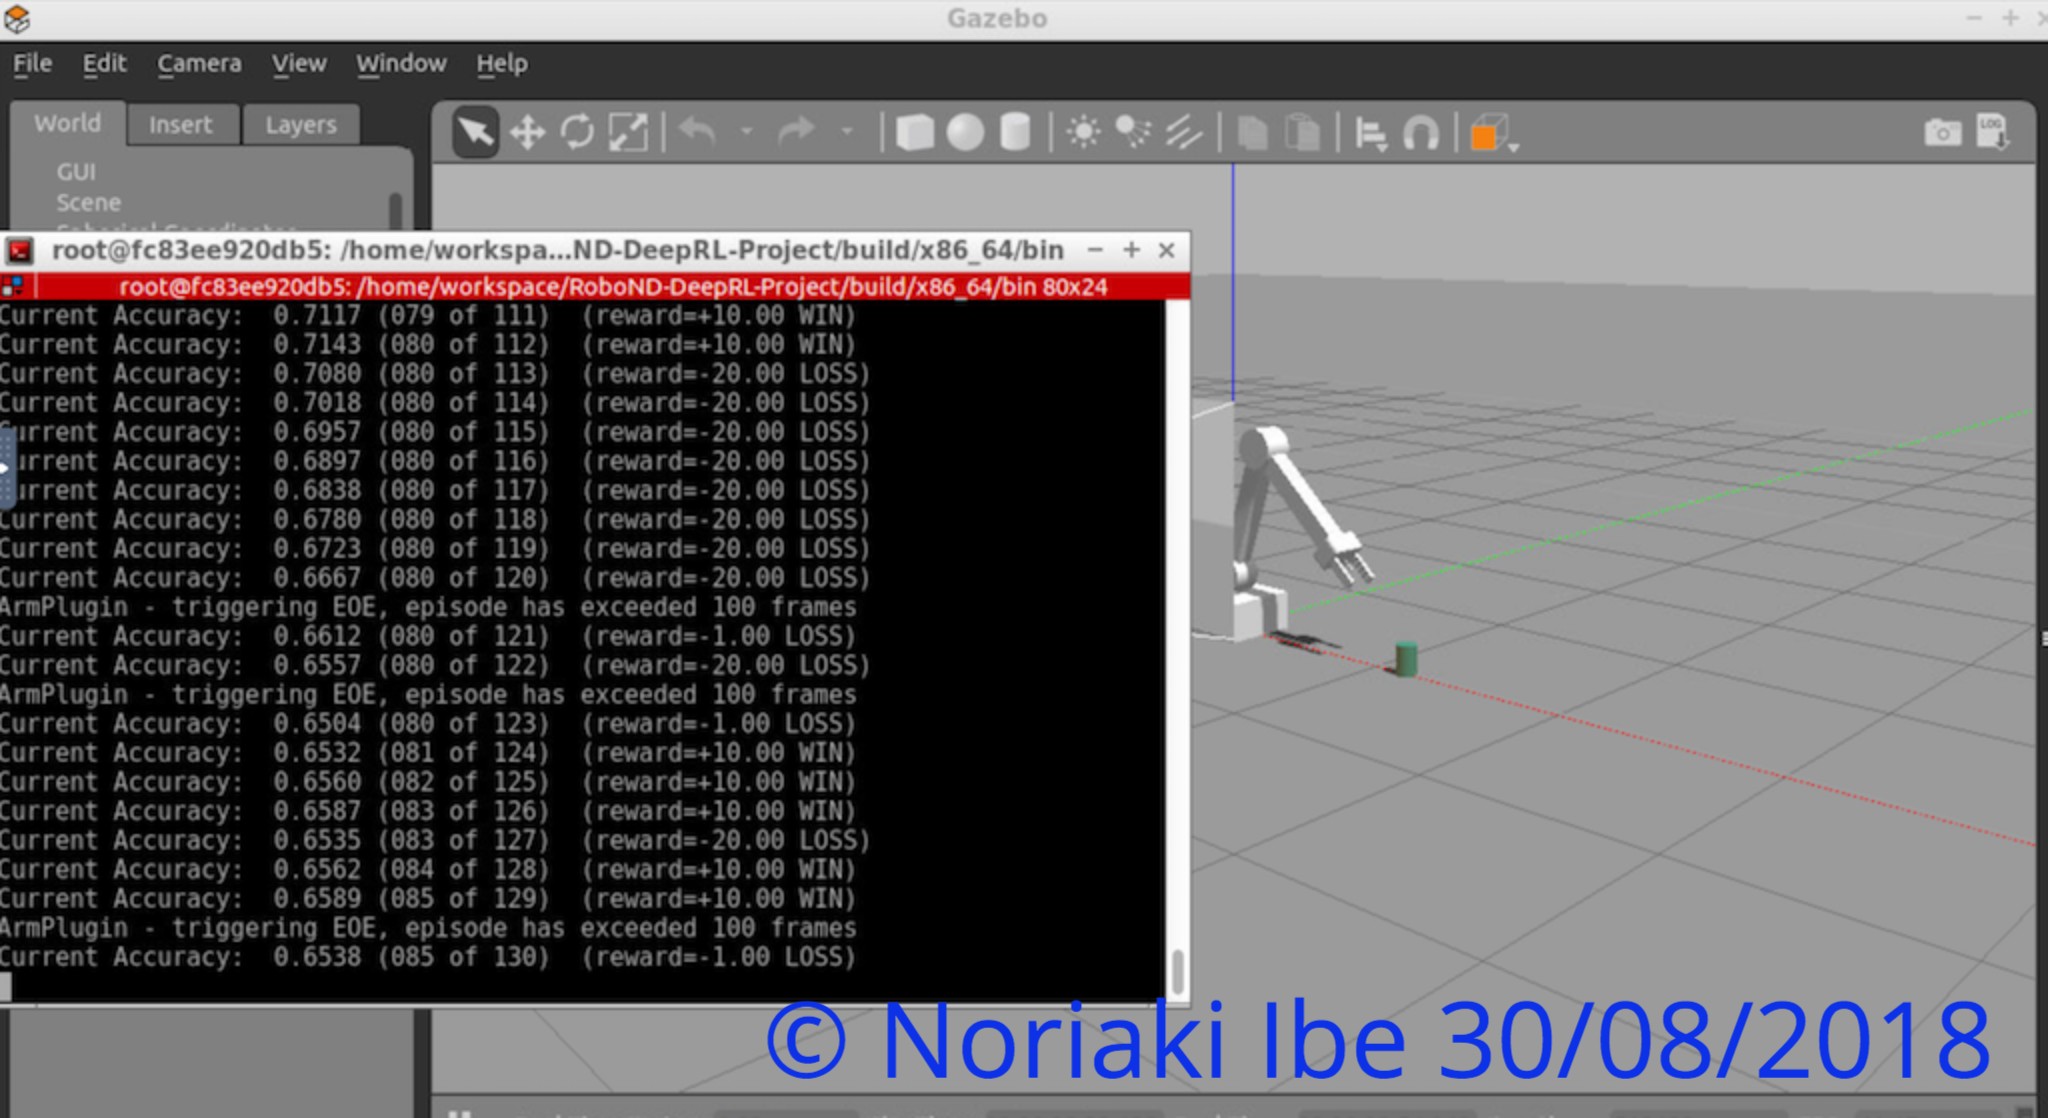 Gazebo
File Edit Camera View Window Help
World Insert Layers
LOG
GUI
Scene
root@fc83ee920db5: /home/workspa...ND-DeepRL-Project/build/x86_64/bin
root@fc83ee920db5: /home/workspace/RoboND-DeepRL-Project/build/x86_64/bin 80x24
Current Accuracy: 0.7117 (079 of 111) (reward=+10.00 WIN)
Current Accuracy: 0.7143 (080 of 112) (reward=+10.00 WIN)
Current Accuracy: 0.7080 (080 of 113) (reward=-20.00 LOSS)
Current Accuracy: 0.7018 (080 of 114) (reward=-20.00 LOSS)
urrent Accuracy: 0.6957 (080 of 115) (reward=-20.00 LOSS)
urrent Accuracy: 0.6897 (080 of 116) (reward=-20.00 LOSS)
urrent Accuracy: 0.6838 (080 of 117) (reward=-20.00 LOSS)
Current Accuracy: 0.6780 (080 of 118) (reward=-20.00 LOSS)
Current Accuracy: 0.6723 (080 of 119) (reward=-20.00 LOSS)
Current Accuracy: 0.6667 (080 of 120) (reward=-20.00 LOSS)
ArmPlugin - triggering EOE, episode has exceeded 100 frames
Current Accuracy: 0.6612 (080 of 121) (reward=-1.00 LOSS)
Current Accuracy: 0.6557 (080 of 122) (reward=-20.00 LOSS)
ArmPlugin - triggering EOE, episode has exceeded 100 frames
Current Accuracy: 0.6504 (080 of 123) (reward=-1.00 LOSS)
Current Accuracy: 0.6532 (081 of 124) (reward=+10.00 WIN)
Current Accuracy: 0.6560 (082 of 125) (reward=+10.00 WIN)
Current Accuracy: 0.6587 (083 of 126) (reward=+10.00 WIN)
Current Accuracy: 0.6535 (083 of 127) (reward=-20.00 LOSS)
Current Accuracy: 0.6562 (084 of 128) (reward=+10.00 WIN)
Current Accuracy: 0.6589 (085 of 129) (reward=+10.00 WIN)
ArmPlugin - triggering EOE, episode has exceeded 100 frames
Current Accuracy: 0.6538 (085 of 130) (reward=-1.00 LOSS)
© Noriaki Ibe 30/08/2018